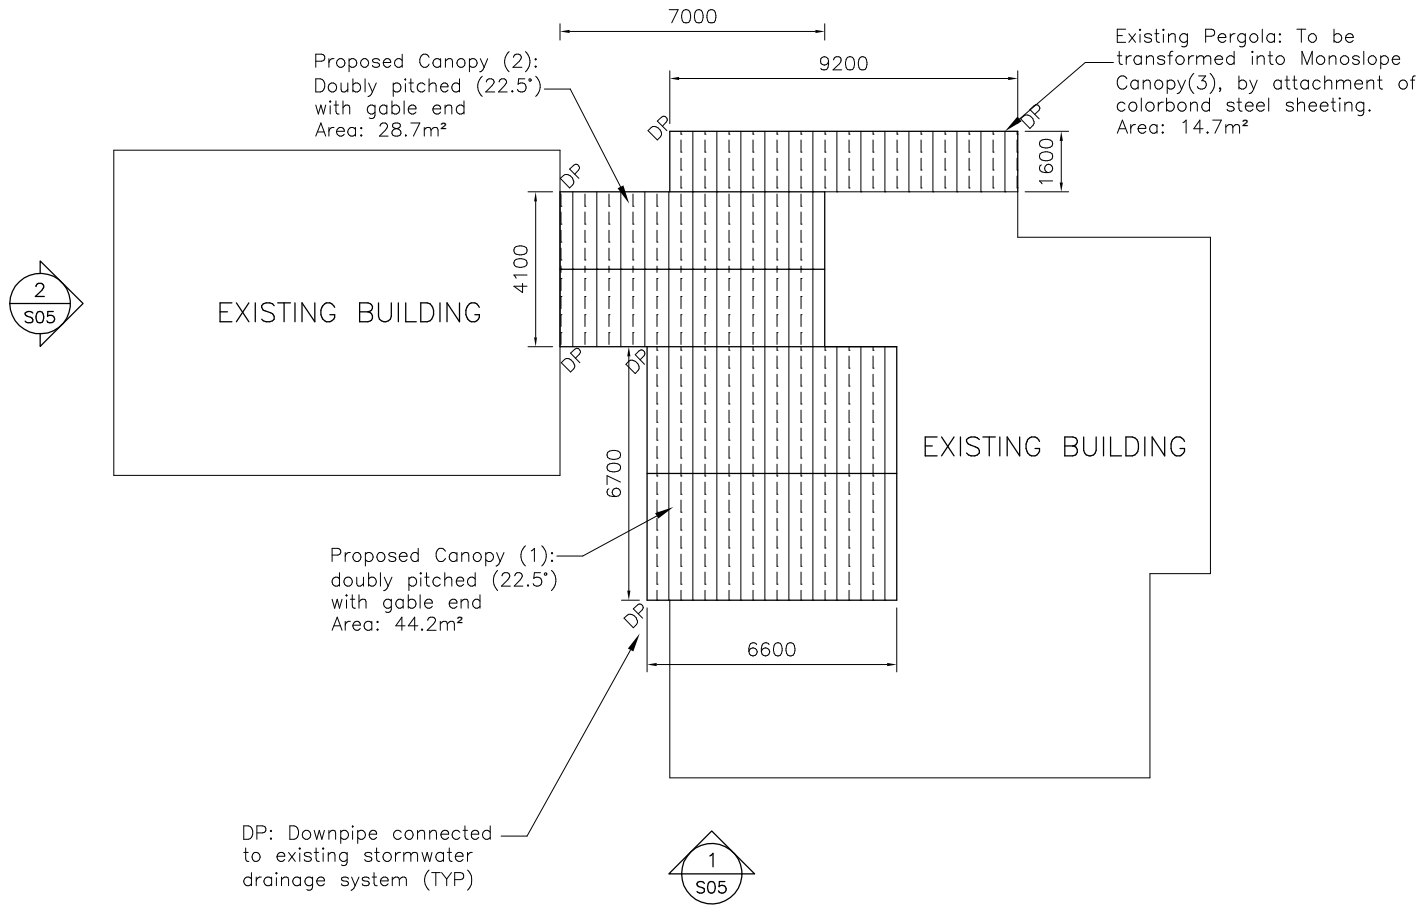 7000
Existing Pergola: To be
transformed into Monoslope
Canopy(3), by attachment of
colorbond steel sheeting.
Area: 14.7m²
Proposed Canopy (2):
Doubly pitched (22.5°)
with gable end
Area: 28.7m²
9200
DP
DP
1600
DP
4100
2
S05
EXISTING BUILDING
DP
DP
EXISTING BUILDING
6700
Proposed Canopy (1):
doubly pitched (22.5°)
with gable end
Area: 44.2m²
DP
6600
DP: Downpipe connected
to existing stormwater
drainage system (TYP)
1
S05